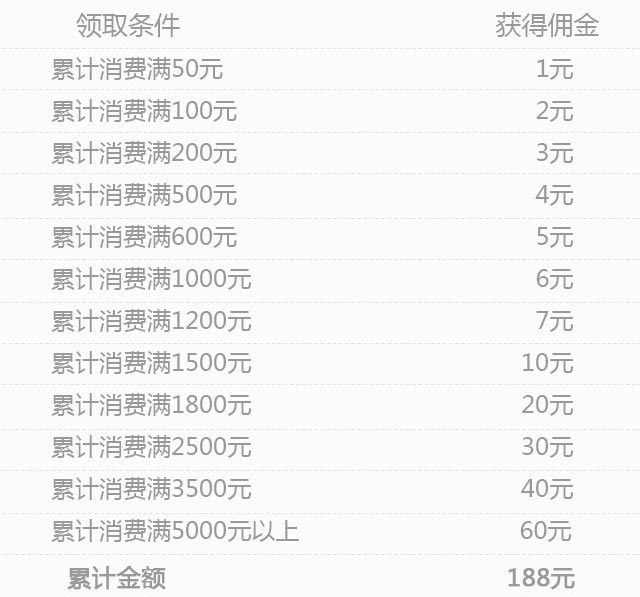 领取条件 获得佣金
累计消费满50元 1元
累计消费满100元 2元
累计消费满200元 3元
累计消费满500元 4元
累计消费满600元 5元
累计消费满1000元 6元
累计消费满1200元 7元
累计消费满1500元 10元
累计消费满1800元 20元
累计消费满2500元 30元
累计消费满3500元 40元
累计消费满5000元以上 60元
累计金额 188元